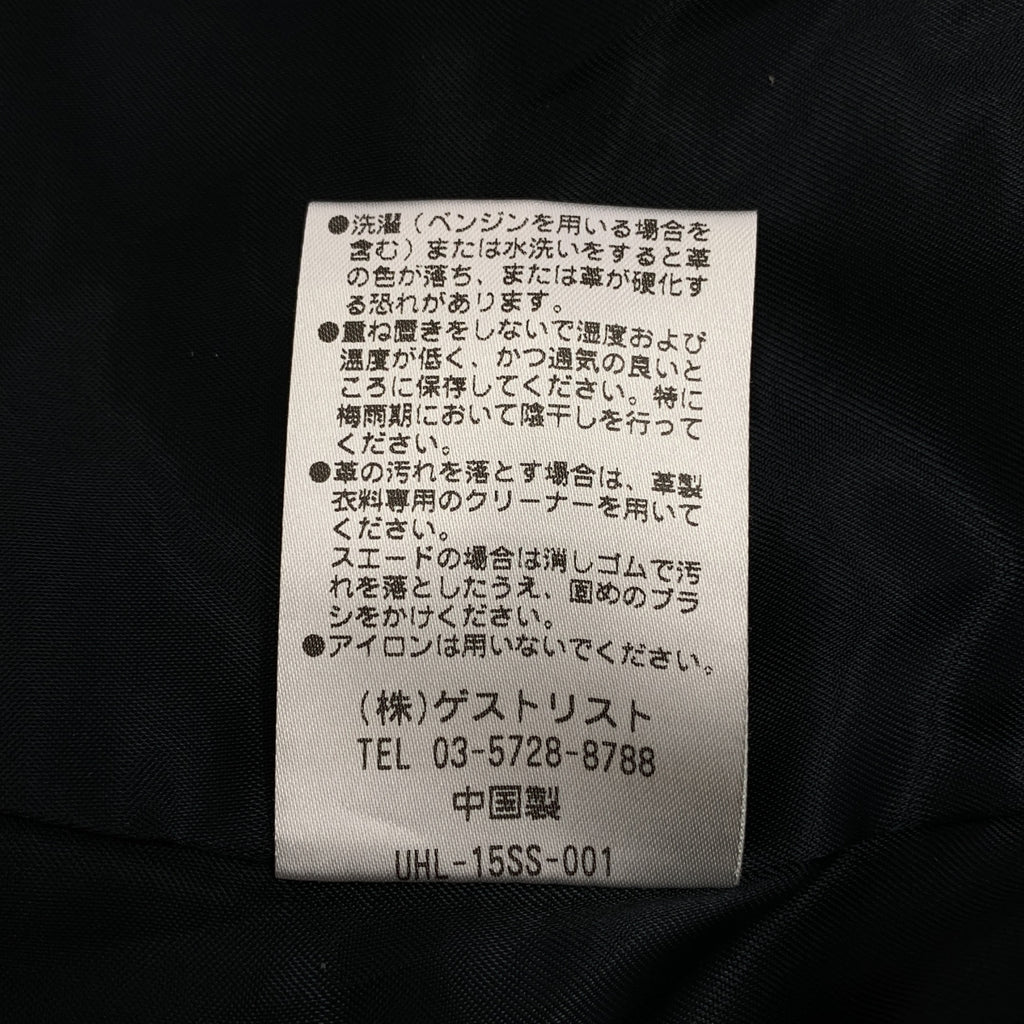 ●洗濯（ベンジンを用いる場合を
含む）または水洗いをすると革
の色が落ち、または革が硬化す
る恐れがあります。
●重ね置きをしないで湿度および
温度が低く、かつ通気の良いと
ころに保存してください。特に
梅雨期において陰干しを行って
ください。
●革の汚れを落とす場合は、革製
衣料専用のクリーナーを用いて
ください。
スエードの場合は消しゴムで汚
れを落としたうえ、固めのブラ
シをかけください。
●アイロンは用いないでください。
(株)ゲストリスト
TEL 03-5728-8788
中国製
UHL-15SS-001